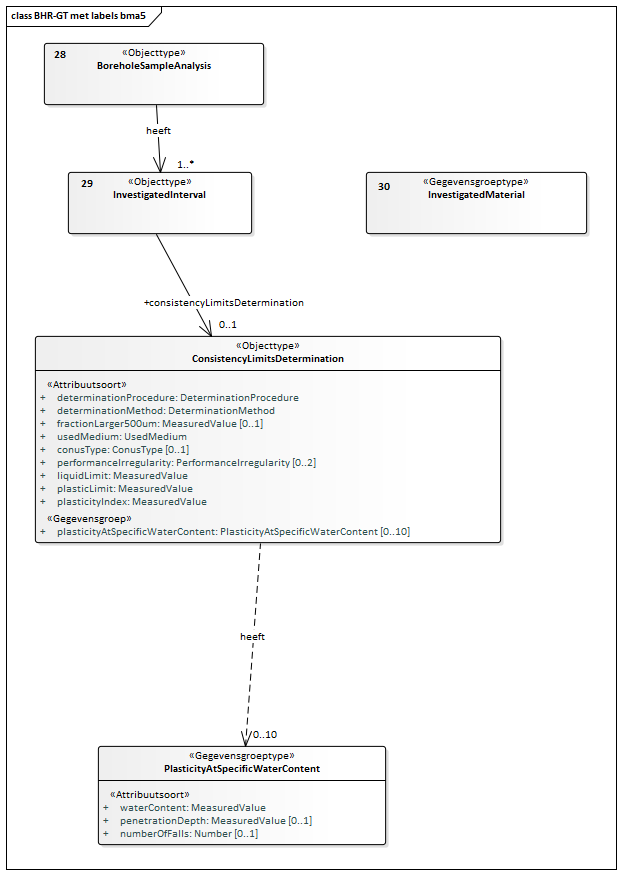 class BHR-GT met labels bma5
28
«Objecttype»
BoreholeSampleAnalysis
heeft
1..*
29
«Objecttype»
InvestigatedInterval
30
«Gegevensgroeptype»
InvestigatedMaterial
+consistencyLimitsDetermination
0..1
«Objecttype»
ConsistencyLimitsDetermination
«Attribuutsoort»
+ determinationProcedure: DeterminationProcedure
+ determinationMethod: DeterminationMethod
+ fractionLarger500um: MeasuredValue [0..1]
+ usedMedium: UsedMedium
+ conusType: ConusType [0..1]
+ performanceIrregularity: PerformanceIrregularity [0..2]
+ liquidLimit: MeasuredValue
+ plasticLimit: MeasuredValue
+ plasticityIndex: MeasuredValue
«Gegevensgroep»
+ plasticityAtSpecificWaterContent: PlasticityAtSpecificWaterContent [0..10]
heeft
0..10
«Gegevensgroeptype»
PlasticityAtSpecificWaterContent
«Attribuutsoort»
+ waterContent: MeasuredValue
+ penetrationDepth: MeasuredValue [0..1]
+ numberOfFalls: Number [0..1]